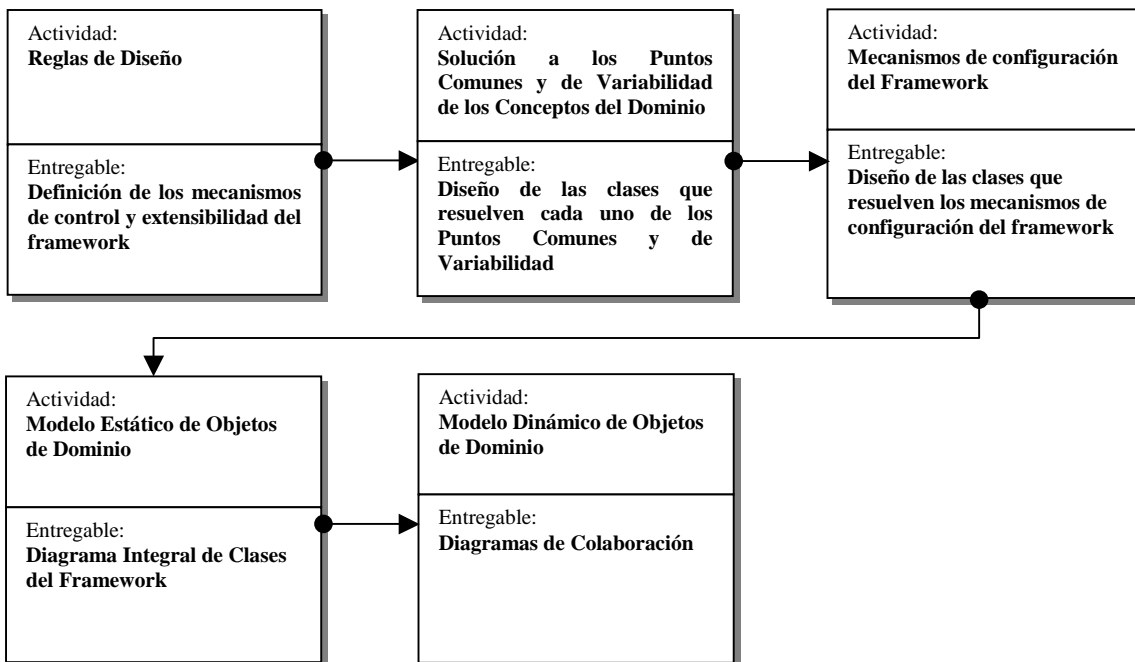 Actividad:
Reglas de Diseño
Entregable:
Definición de los mecanismos
de control y extensibilidad del
framework
Actividad:
Solución a los Puntos
Comunes y de Variabilidad
de los Conceptos del Dominio
Entregable:
Diseño de las clases que
resuelven cada uno de los
Puntos Comunes y de
Variabilidad
Actividad:
Mecanismos de configuración
del Framework
Entregable:
Diseño de las clases que
resuelven los mecanismos de
configuración del framework
Actividad:
Modelo Estático de Objetos
de Dominio
Entregable:
Diagrama Integral de Clases
del Framework
Actividad:
Modelo Dinámico de Objetos
de Dominio
Entregable:
Diagramas de Colaboración